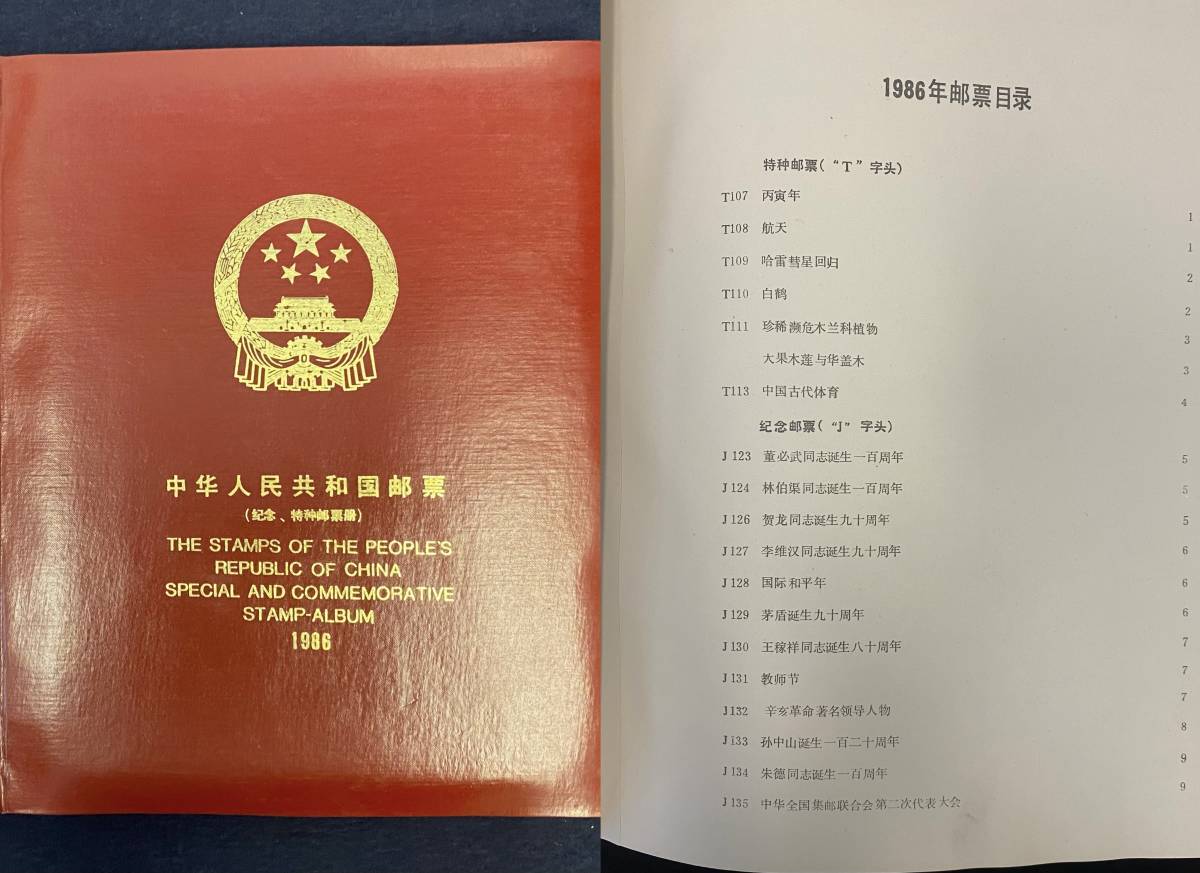 中华人民共和国邮票
(纪念、特种邮票册)
THE STAMPS OF THE PEOPLE'S
REPUBLIC OF CHINA
SPECIAL AND COMMEMORATIVE
STAMP-ALBUM
1986
1986年邮票目录
特种邮票(“T”字头)
T107 丙寅年 1
T108 航天 1
T109 哈雷彗星回归 2
T110 白鹤 2
T111 珍稀濒危木兰科植物 3
大果木莲与华盖木 3
T113 中国古代体育 4
纪念邮票(“J”字头)
J123 董必武同志诞生一百周年 5
J124 林伯渠同志诞生一百周年 5
J126 贺龙同志诞生九十周年 5
J127 李维汉同志诞生九十周年 6
J128 国际和平年 6
J129 茅盾诞生九十周年 6
J130 王稼祥同志诞生八十周年 7
J131 教师节 7
J132 辛亥革命著名领导人物 7
J133 孙中山诞生一百二十周年 8
J134 朱德同志诞生一百周年 9
J135 中华全国集邮联合会第二次代表大会 9